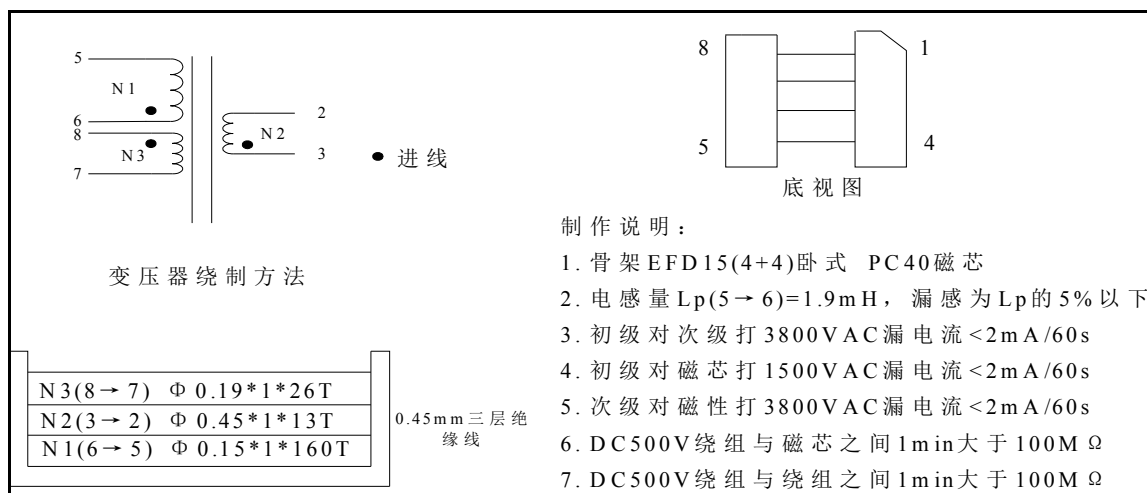 5
N1
6
8
N3
7
2
N2
3
进线
变压器绕制方法
N3(8→7) Φ0.19*1*26T
N2(3→2) Φ0.45*1*13T
N1(6→5) Φ0.15*1*160T
0.45mm三层绝
缘线
8
1
5
4
底视图
制作说明：
1.骨架EFD15(4+4)卧式 PC40磁芯
2.电感量Lp(5→6)=1.9mH，漏感为Lp的5%以下
3.初级对次级打3800VAC漏电流<2mA/60s
4.初级对磁芯打1500VAC漏电流<2mA/60s
5.次级对磁性打3800VAC漏电流<2mA/60s
6.DC500V绕组与磁芯之间1min大于100MΩ
7.DC500V绕组与绕组之间1min大于100MΩ